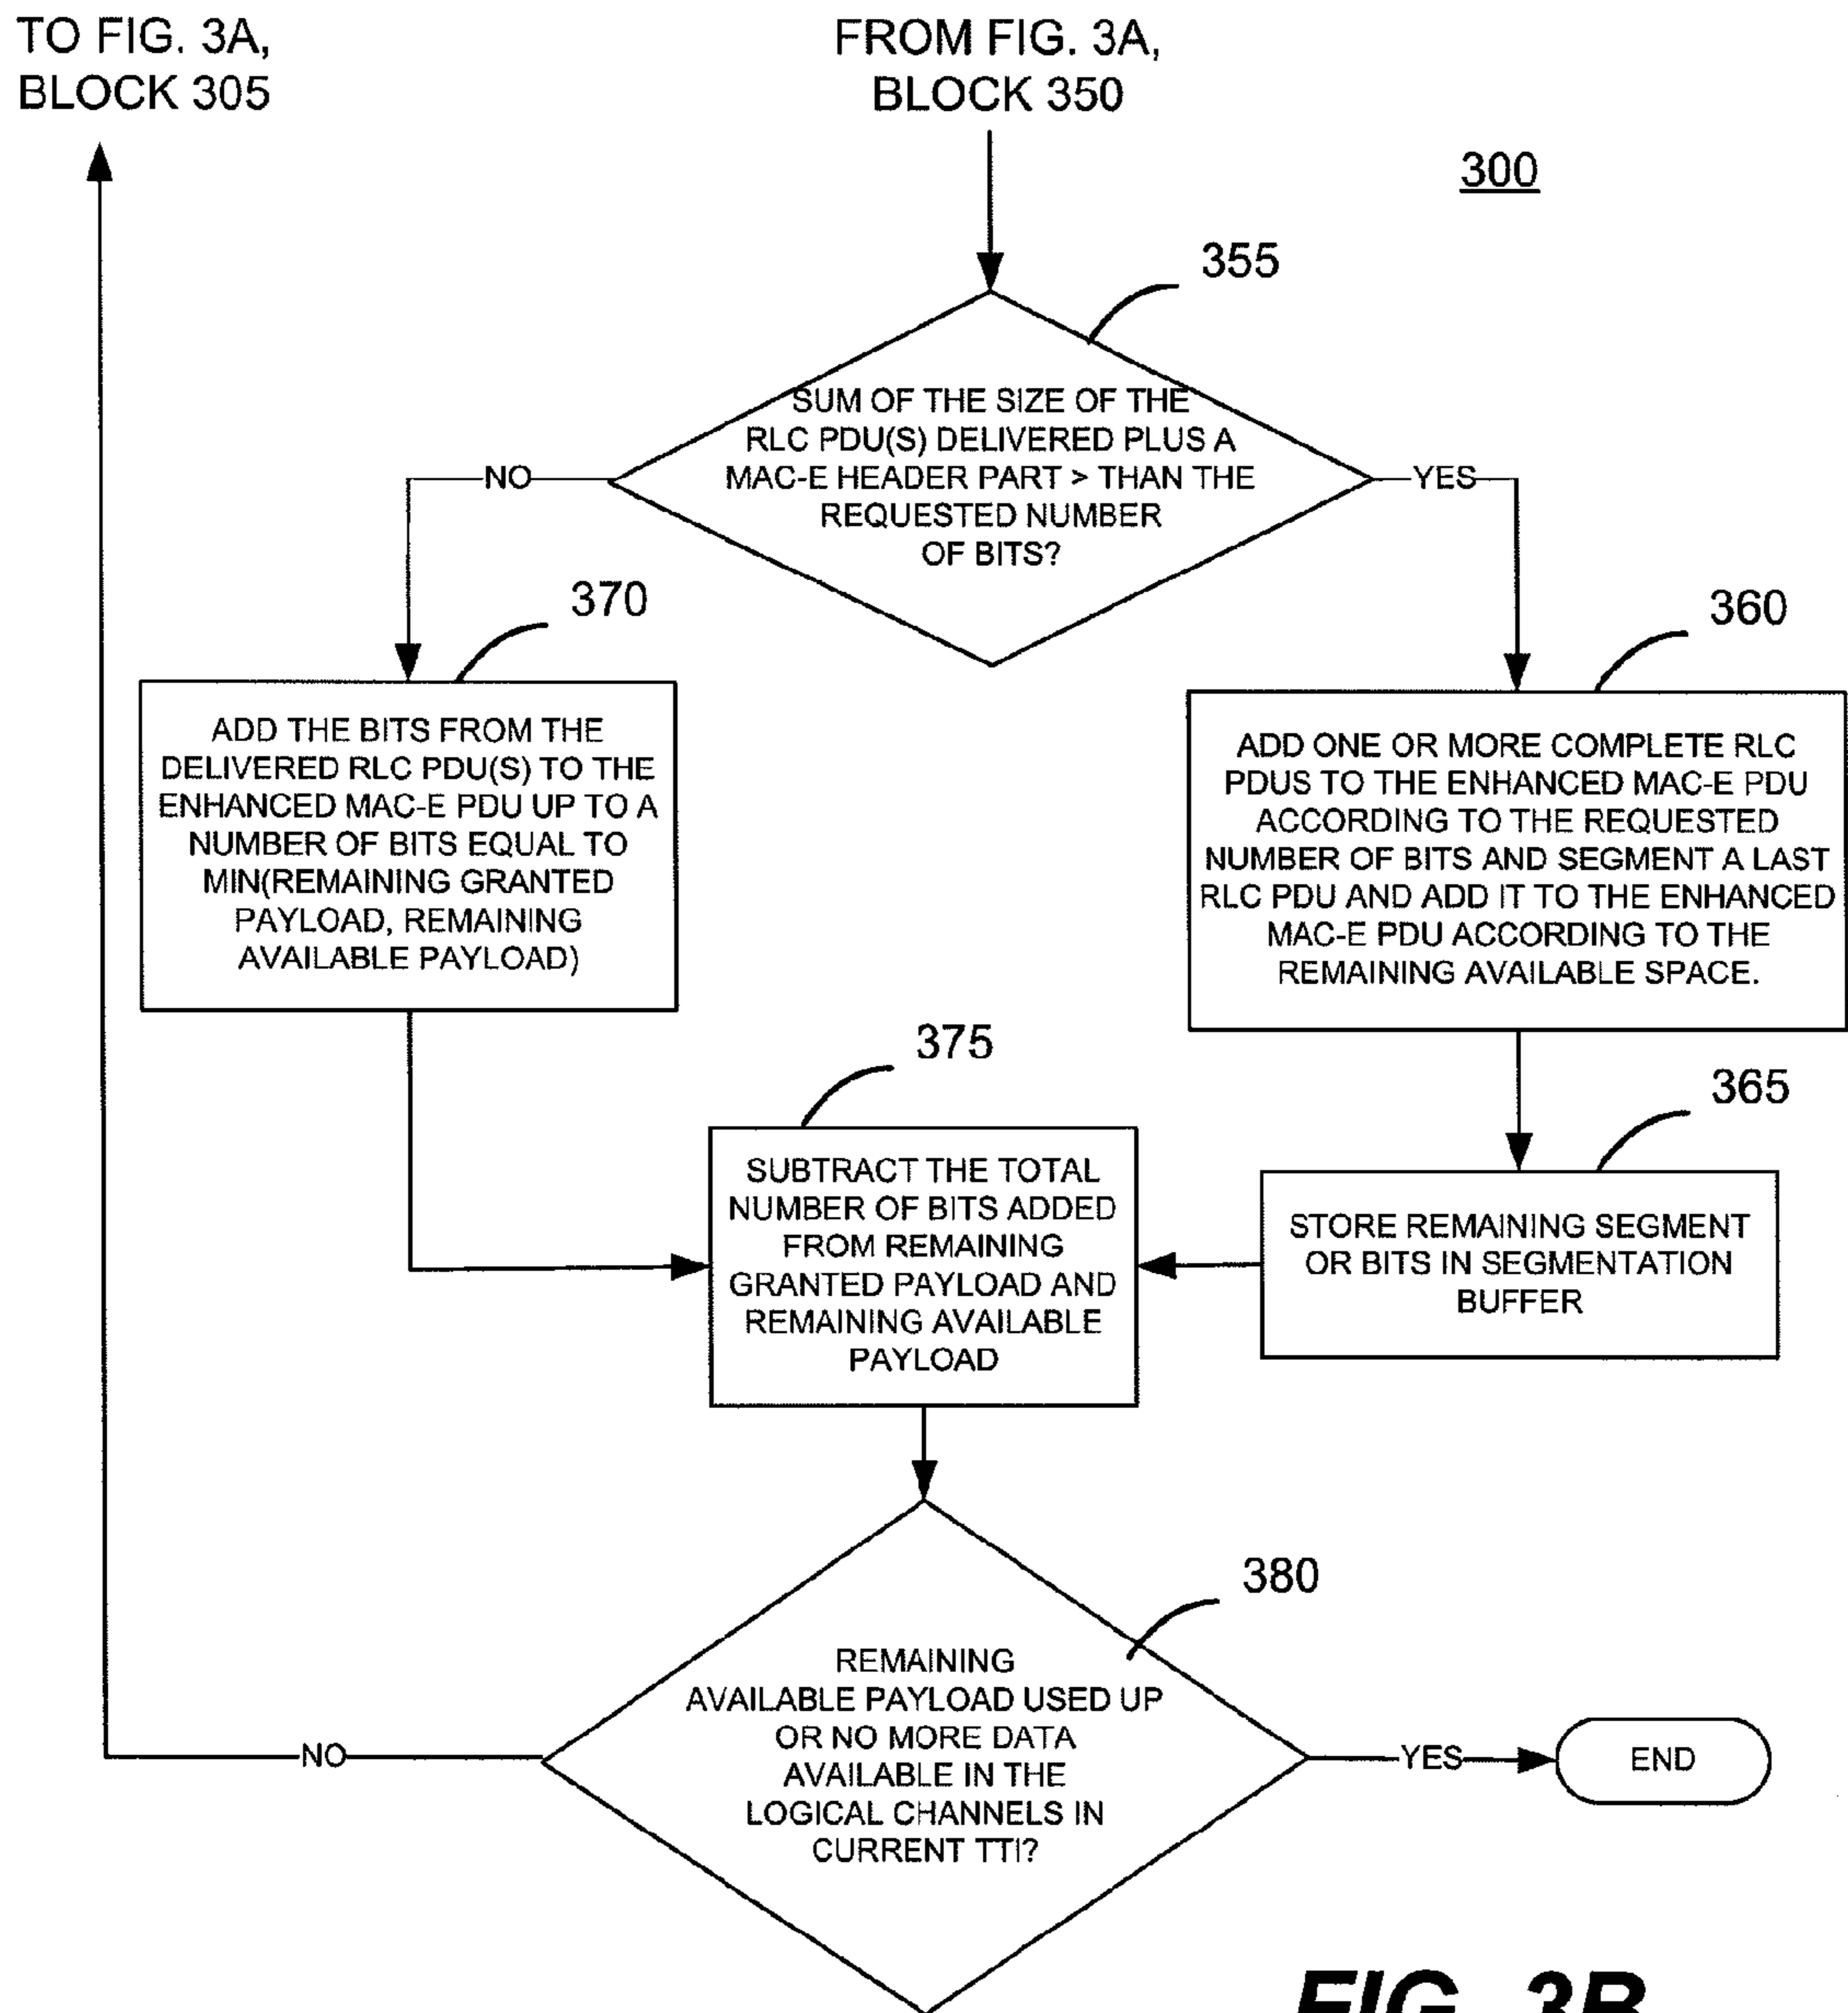 TO FIG. 3A,
BLOCK 305
FROM FIG. 3A,
BLOCK 350
300
355
SUM OF THE SIZE OF THE
RLC PDU(S) DELIVERED PLUS A
MAC-E HEADER PART > THAN THE
REQUESTED NUMBER
OF BITS?
NO
YES
370
ADD THE BITS FROM THE
DELIVERED RLC PDU(S) TO THE
ENHANCED MAC-E PDU UP TO A
NUMBER OF BITS EQUAL TO
MIN(REMAINING GRANTED
PAYLOAD, REMAINING
AVAILABLE PAYLOAD)
360
ADD ONE OR MORE COMPLETE RLC
PDUS TO THE ENHANCED MAC-E PDU
ACCORDING TO THE REQUESTED
NUMBER OF BITS AND SEGMENT A LAST
RLC PDU AND ADD IT TO THE ENHANCED
MAC-E PDU ACCORDING TO THE
REMAINING AVAILABLE SPACE.
375
SUBTRACT THE TOTAL
NUMBER OF BITS ADDED
FROM REMAINING
GRANTED PAYLOAD AND
REMAINING AVAILABLE
PAYLOAD
365
STORE REMAINING SEGMENT
OR BITS IN SEGMENTATION
BUFFER
380
REMAINING
AVAILABLE PAYLOAD USED UP
OR NO MORE DATA
AVAILABLE IN THE
LOGICAL CHANNELS IN
CURRENT TTI?
NO
YES
END
FIG. 3B